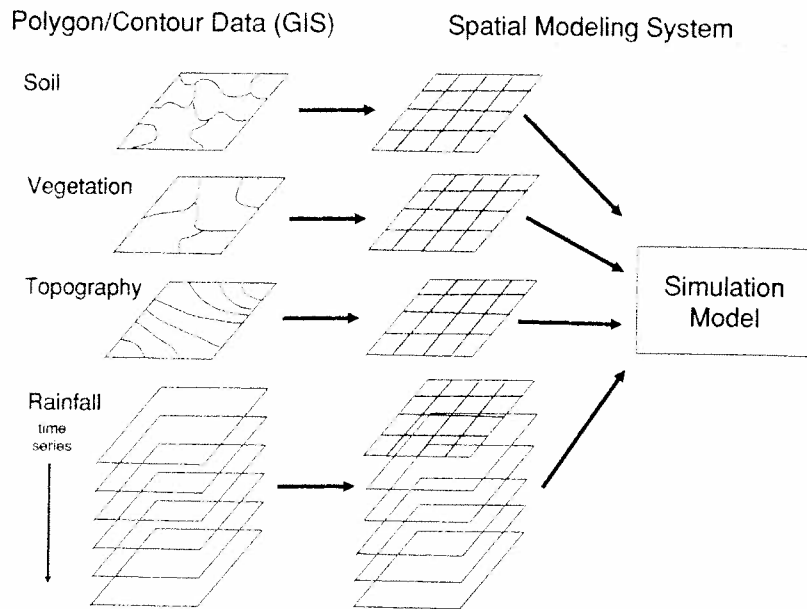 Polygon/Contour Data (GIS)
Spatial Modeling System
Soil
Vegetation
Topography
Rainfall
time
series
Simulation
Model